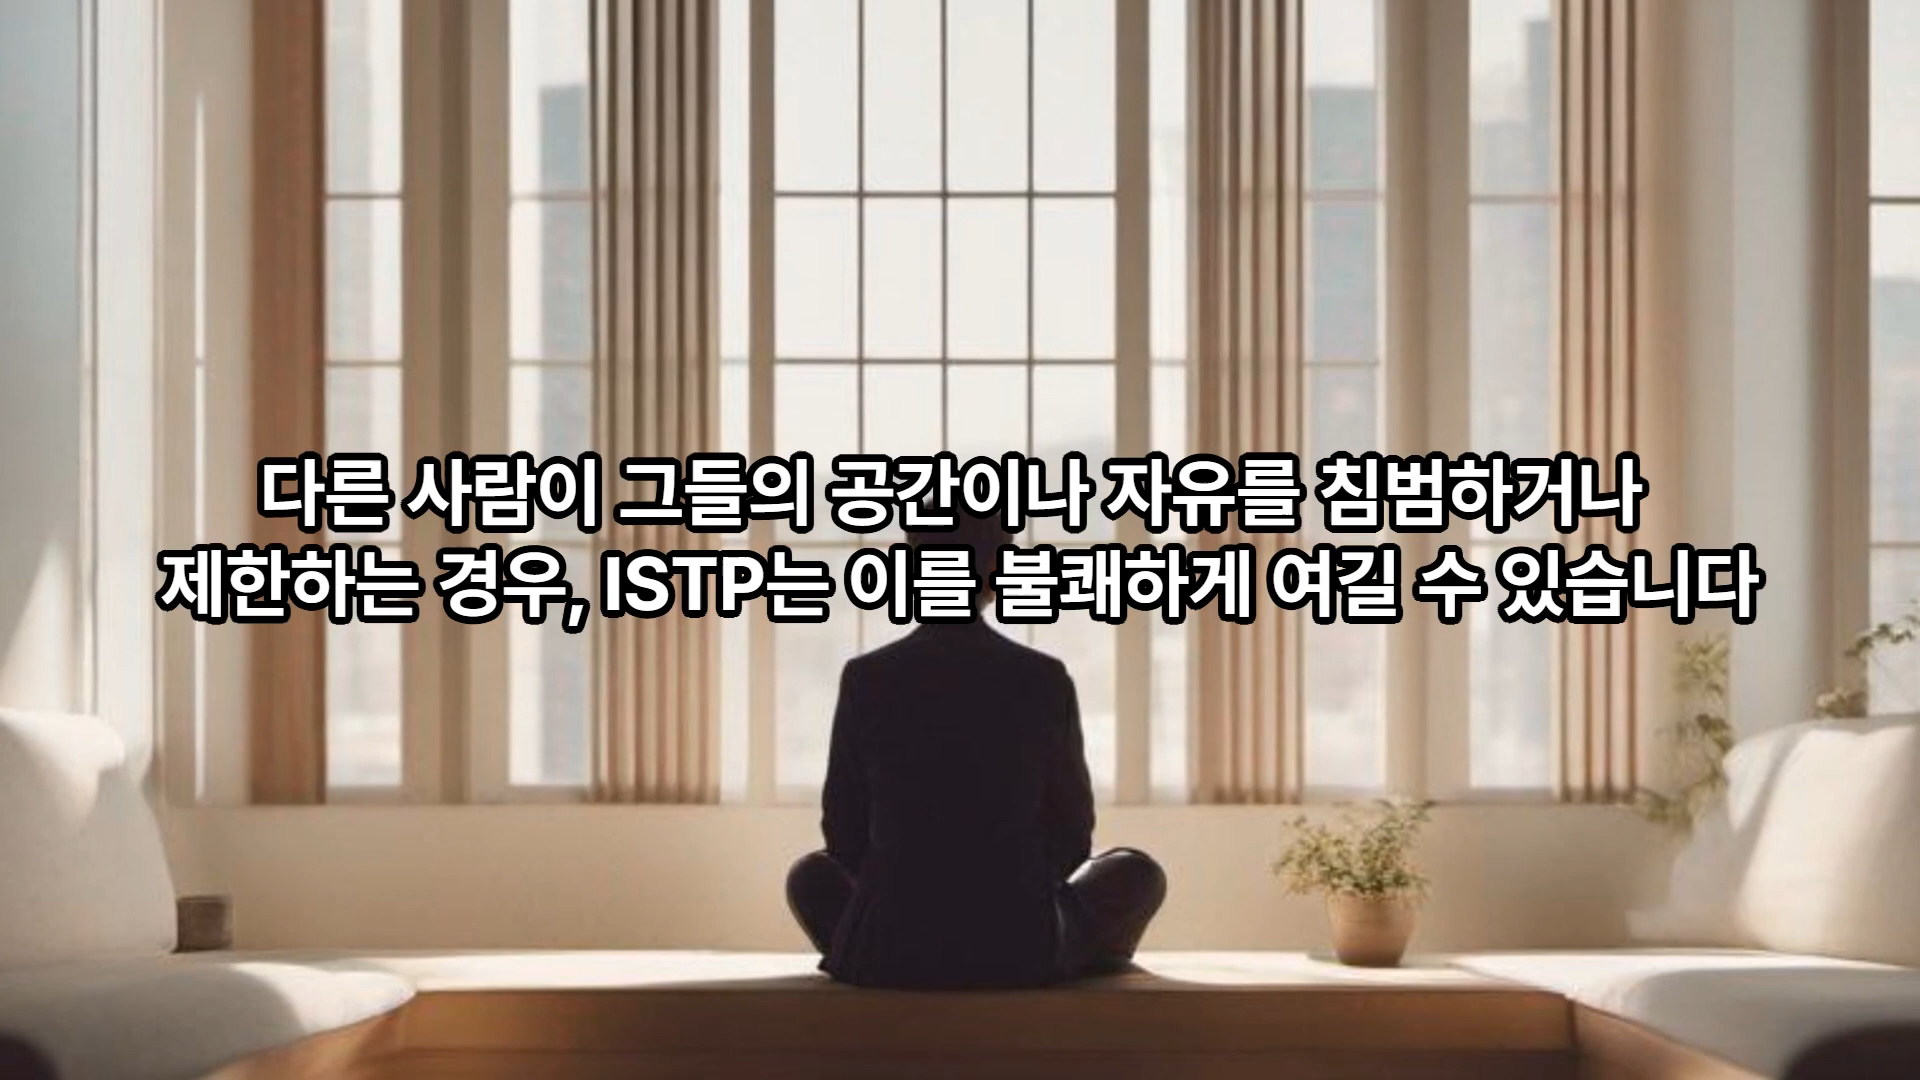 다른 사람이 그들의 공간이나 자유를 침범하거나
제한하는 경우, ISTP는 이를 불쾌하게 여길 수 있습니다